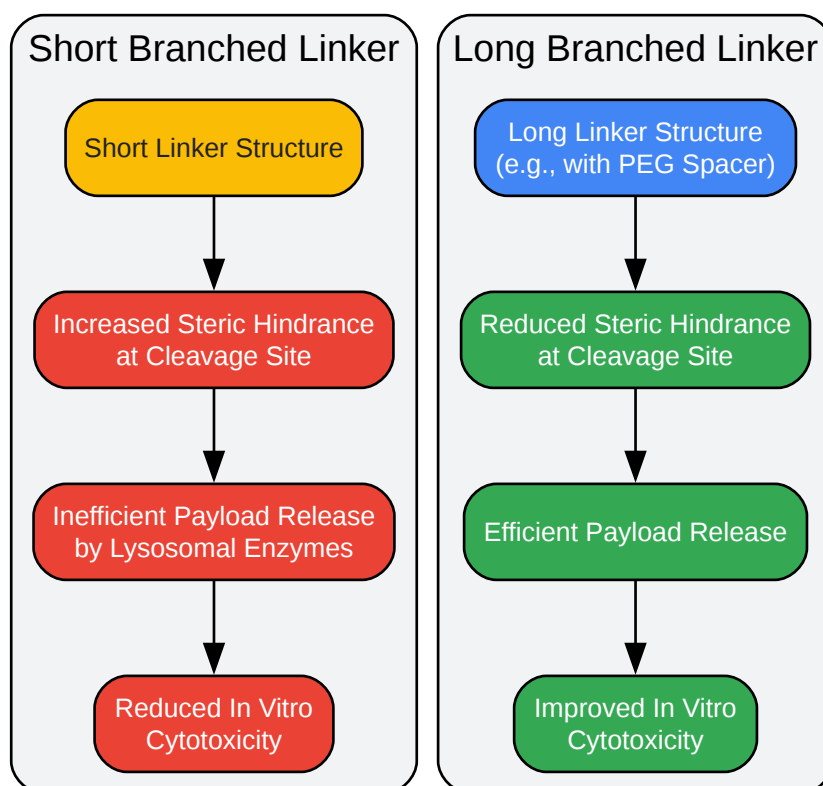 Short Branched Linker
Short Linker Structure
Increased Steric Hindrance
at Cleavage Site
Inefficient Payload Release
by Lysosomal Enzymes
Reduced In Vitro
Cytotoxicity
Long Branched Linker
Long Linker Structure
(e.g., with PEG Spacer)
Reduced Steric Hindrance
at Cleavage Site
Efficient Payload Release
Improved In Vitro
Cytotoxicity